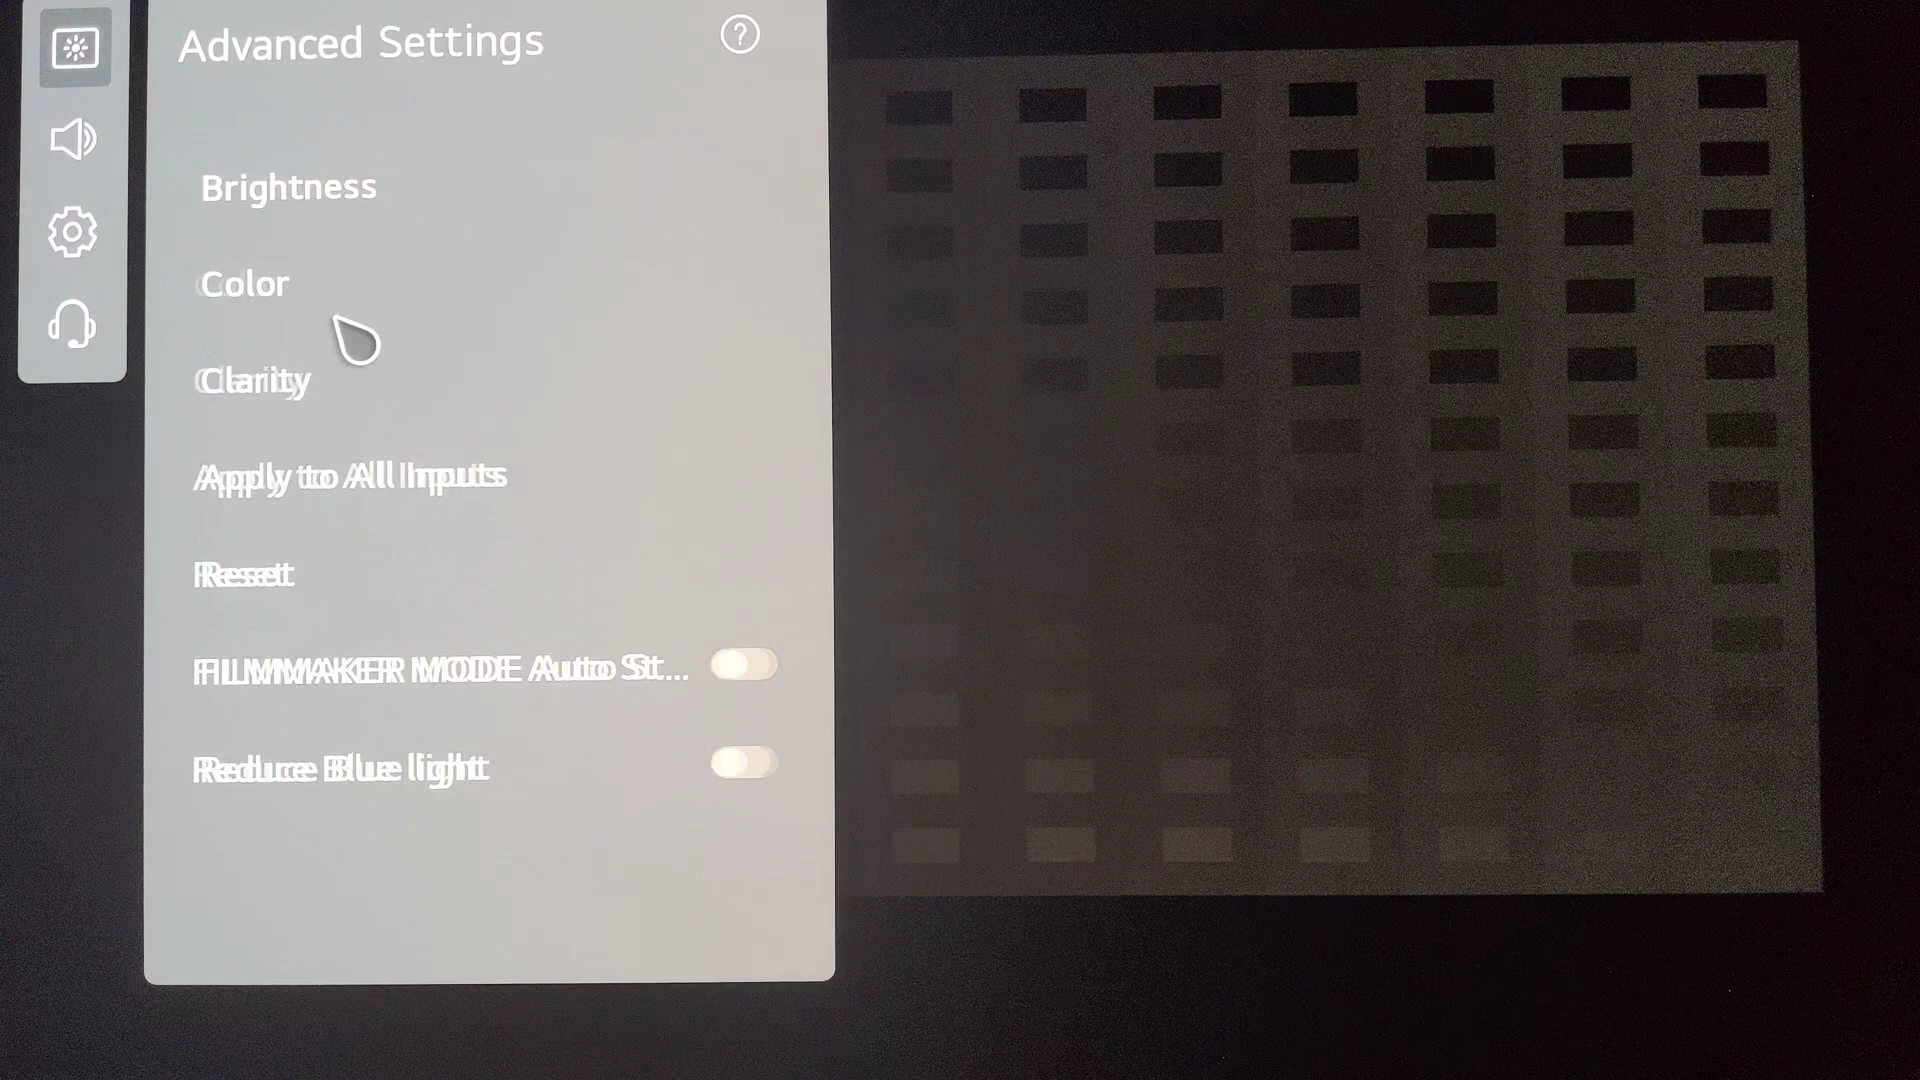 Advanced Settings
?
Brightness
Color
Clarity
Apply to All Inputs
Reset
FILMMAKER MODE Auto St...
Reduce Blue light